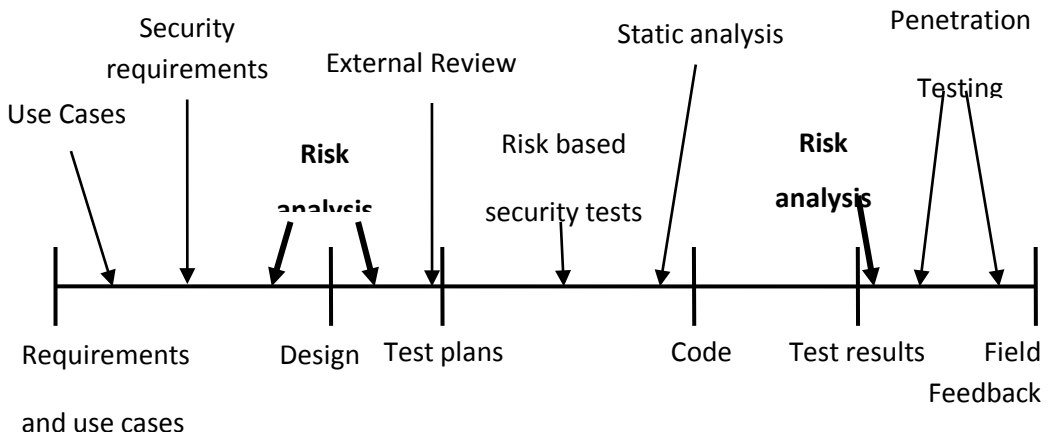 Penetration
Security
Static analysis
requirements
External Review
Testing
Use Cases
Risk
Risk based
Risk
analysis
security tests
analysis
Requirements
Design
Test plans
Code
Test results
Field
Feedback
and use cases